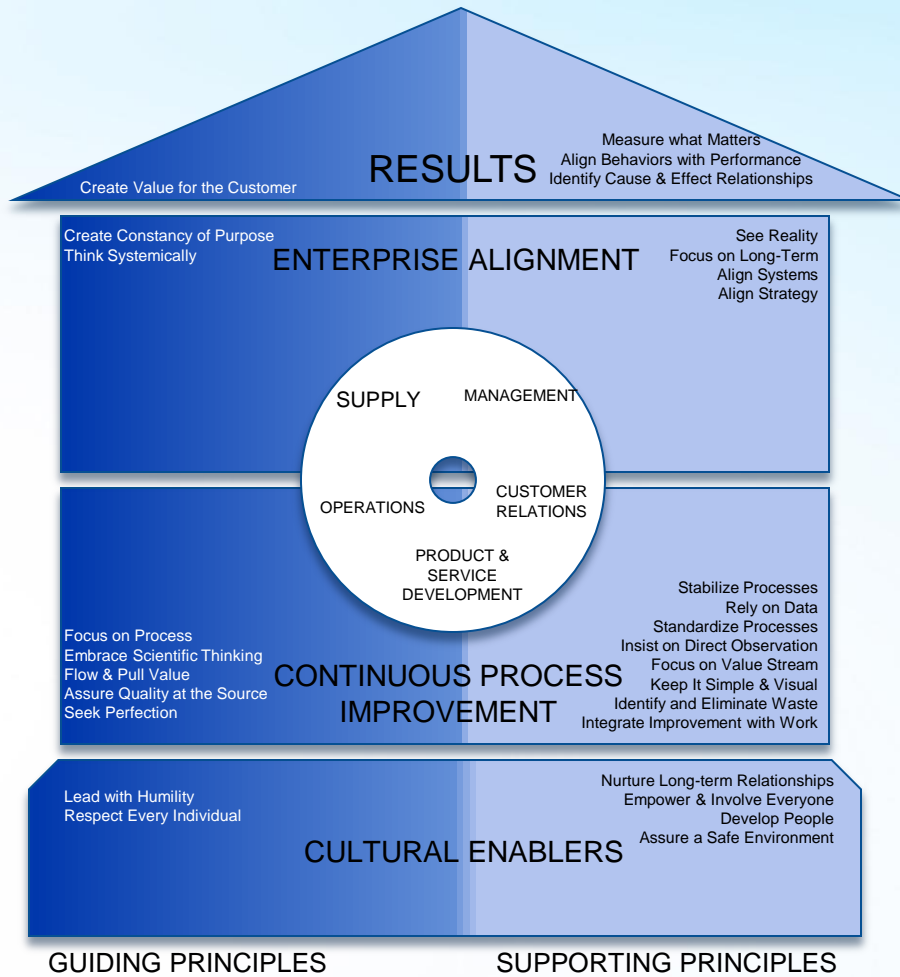 RESULTS
Create Value for the Customer
Measure what Matters
Align Behaviors with Performance
Identify Cause & Effect Relationships
ENTERPRISE ALIGNMENT
Create Constancy of Purpose
Think Systemically
See Reality
Focus on Long-Term
Align Systems
Align Strategy
SUPPLY
MANAGEMENT
OPERATIONS
CUSTOMER
RELATIONS
PRODUCT &
SERVICE
DEVELOPMENT
Focus on Process
Embrace Scientific Thinking
Flow & Pull Value
Assure Quality at the Source
Seek Perfection
CONTINUOUS PROCESS
IMPROVEMENT
Stabilize Processes
Rely on Data
Standardize Processes
Insist on Direct Observation
Focus on Value Stream
Keep It Simple & Visual
Identify and Eliminate Waste
Integrate Improvement with Work
Lead with Humility
Respect Every Individual
CULTURAL ENABLERS
Nurture Long-term Relationships
Empower & Involve Everyone
Develop People
Assure a Safe Environment
GUIDING PRINCIPLES
SUPPORTING PRINCIPLES